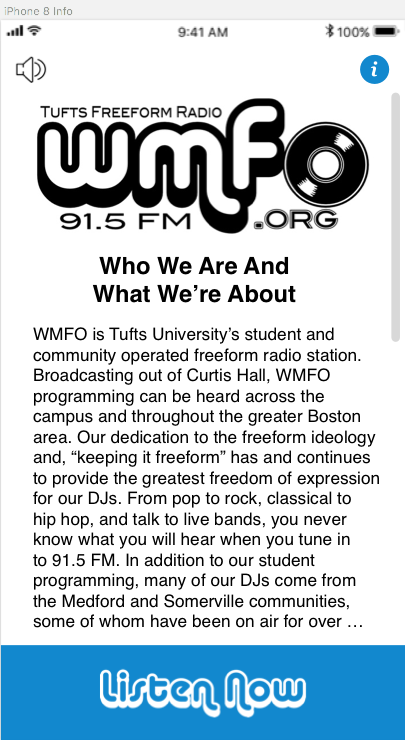 iPhone 8 Info
9:41 AM
100%
i
TUFTS FREEFORM RADIO
wmfo
91.5 FM
.ORG
Who We Are And
What We’re About
WMFO is Tufts University’s student and
community operated freeform radio station.
Broadcasting out of Curtis Hall, WMFO
programming can be heard across the
campus and throughout the greater Boston
area. Our dedication to the freeform ideology
and, “keeping it freeform” has and continues
to provide the greatest freedom of expression
for our DJs. From pop to rock, classical to
hip hop, and talk to live bands, you never
know what you will hear when you tune in
to 91.5 FM. In addition to our student
programming, many of our DJs come from
the Medford and Somerville communities,
some of whom have been on air for over …
Listen Now